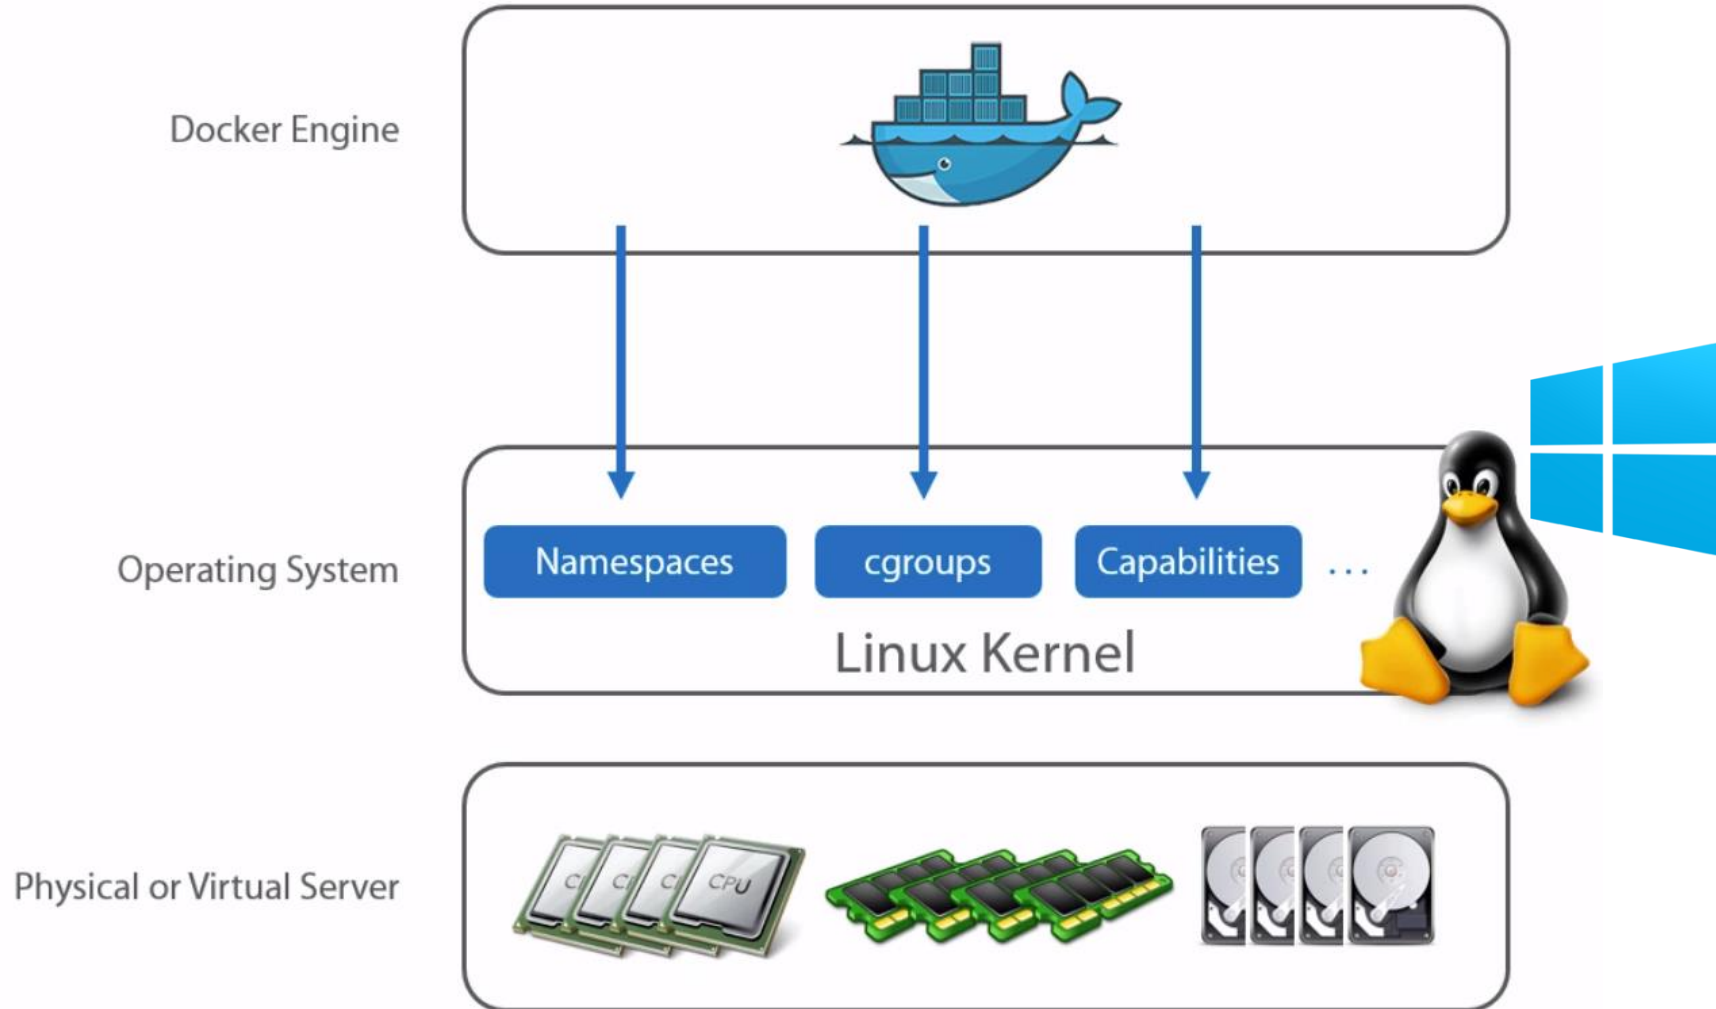 Docker Engine
Operating System
Namespaces
cgroups
Capabilities
...
Linux Kernel
Physical or Virtual Server
CPU